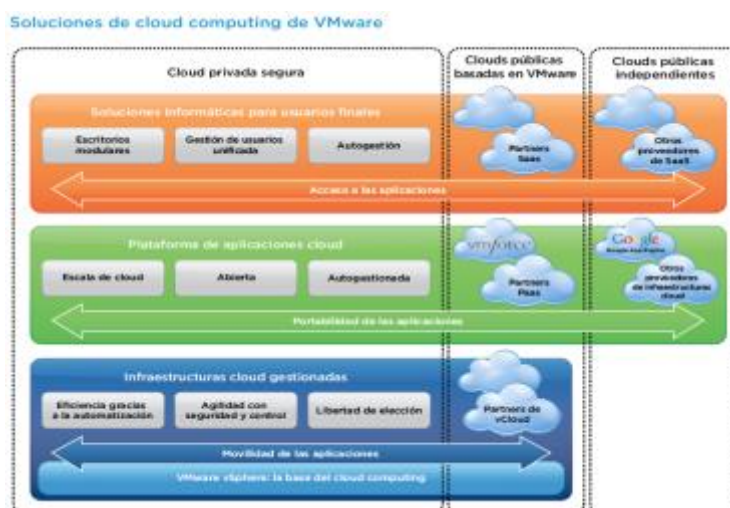 Soluciones de cloud computing de VMware
Cloud privada segura
Clouds públicas
basadas en VMware
Clouds públicas
independientes
Soluciones informáticas para usuarios finales
Escritorios
modulares
Gestión de usuarios
unificada
Autogestión
Partners
SaaS
Otros
proveedores
de SaaS
Acceso a las aplicaciones
Plataforma de aplicaciones cloud
Escala de cloud
Abierta
Autogestionada
vmforce
Partners
PaaS
Google
Google App Engine
Otros
proveedores
de infraestructuras
cloud
Portabilidad de las aplicaciones
Infraestructuras cloud gestionadas
Eficiencia gracias
a la automatización
Agilidad con
seguridad y control
Libertad de elección
Partners de
vCloud
Movilidad de las aplicaciones
VMware vSphere: la base del cloud computing